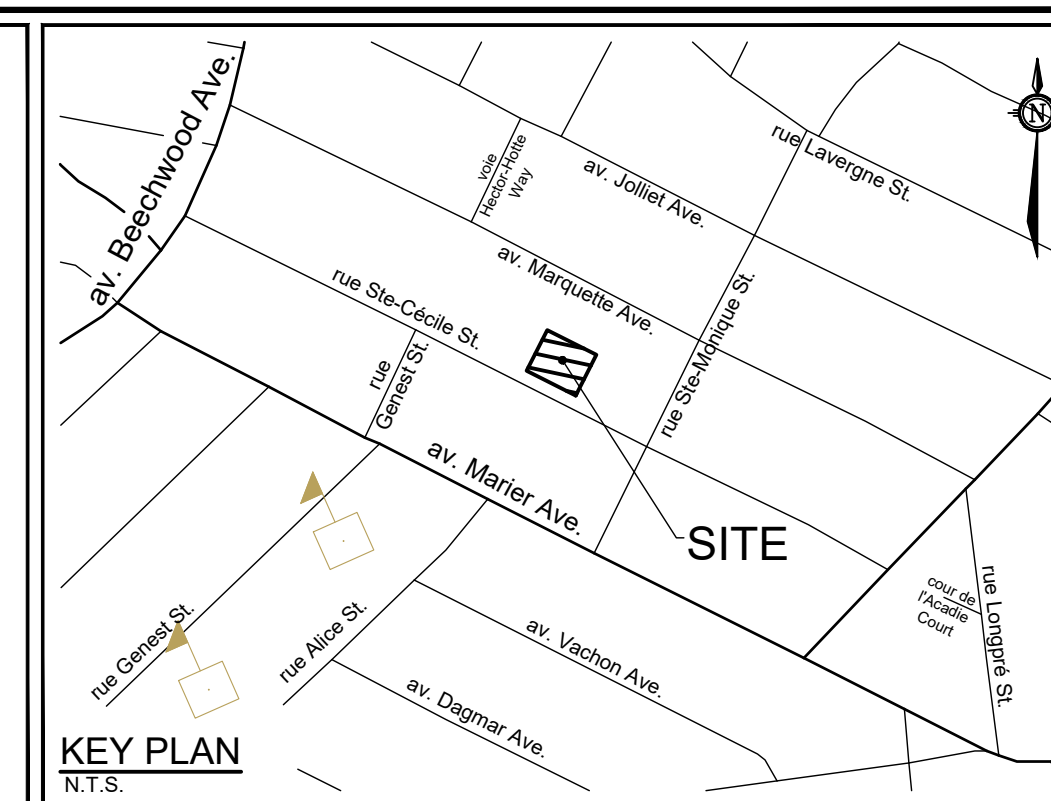 av. Beechwood Ave.
voie
Hector-Hotte
Way
av. Jolliet Ave.
rue Lavergne St.
N
av. Marquette Ave.
rue Ste-Cécile St.
rue Ste-Monique St.
rue
Genest St.
av. Marier Ave.
SITE
cour de
l'Acadie
Court
rue Longpré St.
rue Genest St.
rue Alice St.
av. Vachon Ave.
av. Dagmar Ave.
KEY PLAN
N.T.S.